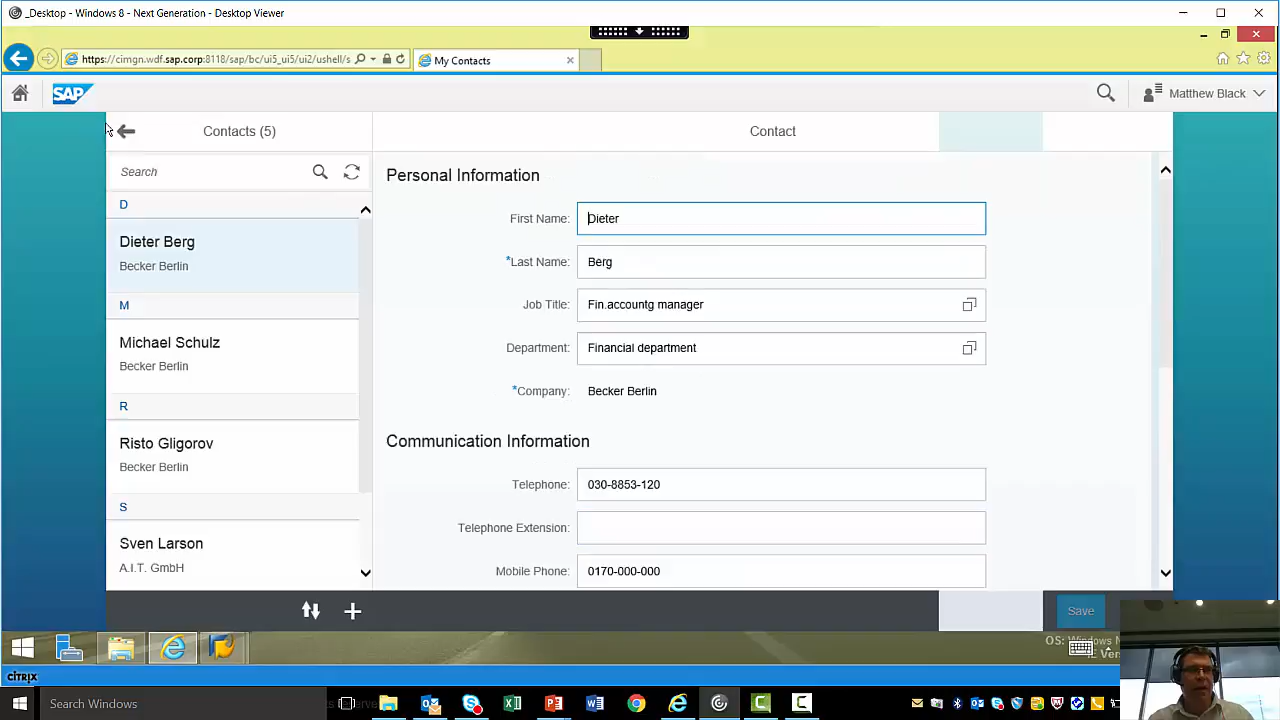 _Desktop - Windows 8 - Next Generation - Desktop Viewer
https://cimgn.wdf.sap.corp:8118/sap/bc/ui5_ui5/ui2/ushell/s
My Contacts
SAP
Matthew Black
Contacts (5)
Contact
Search
D
Dieter Berg
Becker Berlin
M
Michael Schulz
Becker Berlin
R
Risto Gligorov
Becker Berlin
S
Sven Larson
A.I.T. GmbH
Personal Information
First Name: Dieter
*Last Name: Berg
Job Title: Fin.accountg manager
Department: Financial department
*Company: Becker Berlin
Communication Information
Telephone: 030-8853-120
Telephone Extension:
Mobile Phone: 0170-000-000
Save
OS: Windows N
IE Ver
CITRIX
Search Windows